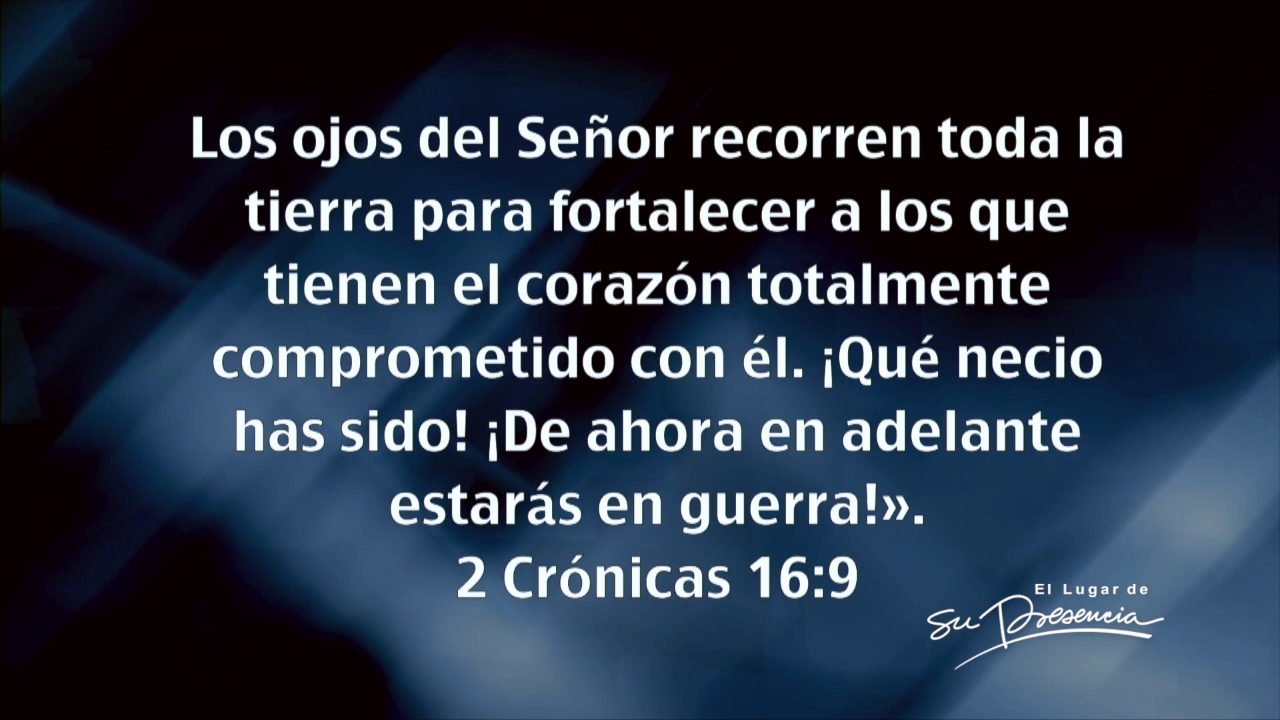 Los ojos del Señor recorren toda la
tierra para fortalecer a los que
tienen el corazón totalmente
comprometido con él. ¡Qué necio
has sido! ¡De ahora en adelante
estarás en guerra!».
2 Crónicas 16:9
El Lugar de
Su Presencia